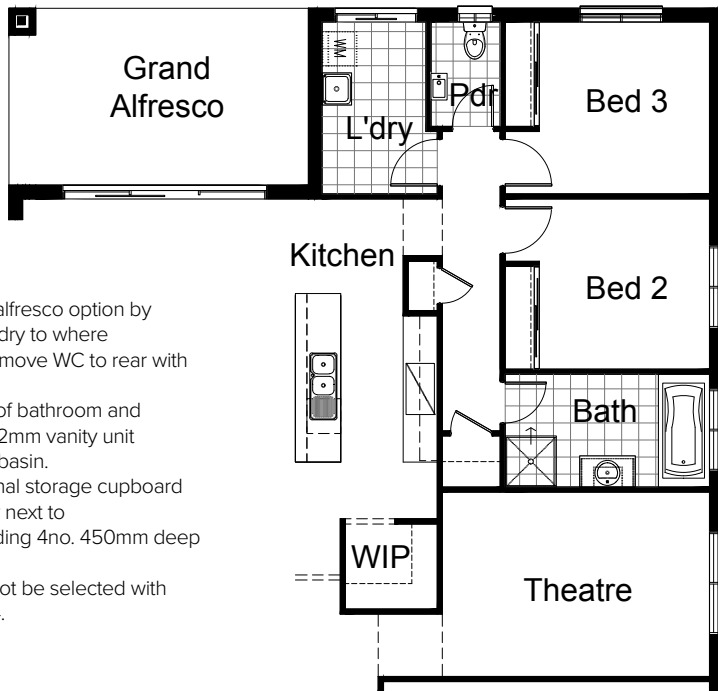 Grand
Alfresco
WM
L'dry
Pdr
Bed 3
Kitchen
Bed 2
alfresco option by
dry to where
move WC to rear with
of bathroom and
2mm vanity unit
basin.
nal storage cupboard
next to
ding 4no. 450mm deep
ot be selected with
Bath
WIP
Theatre